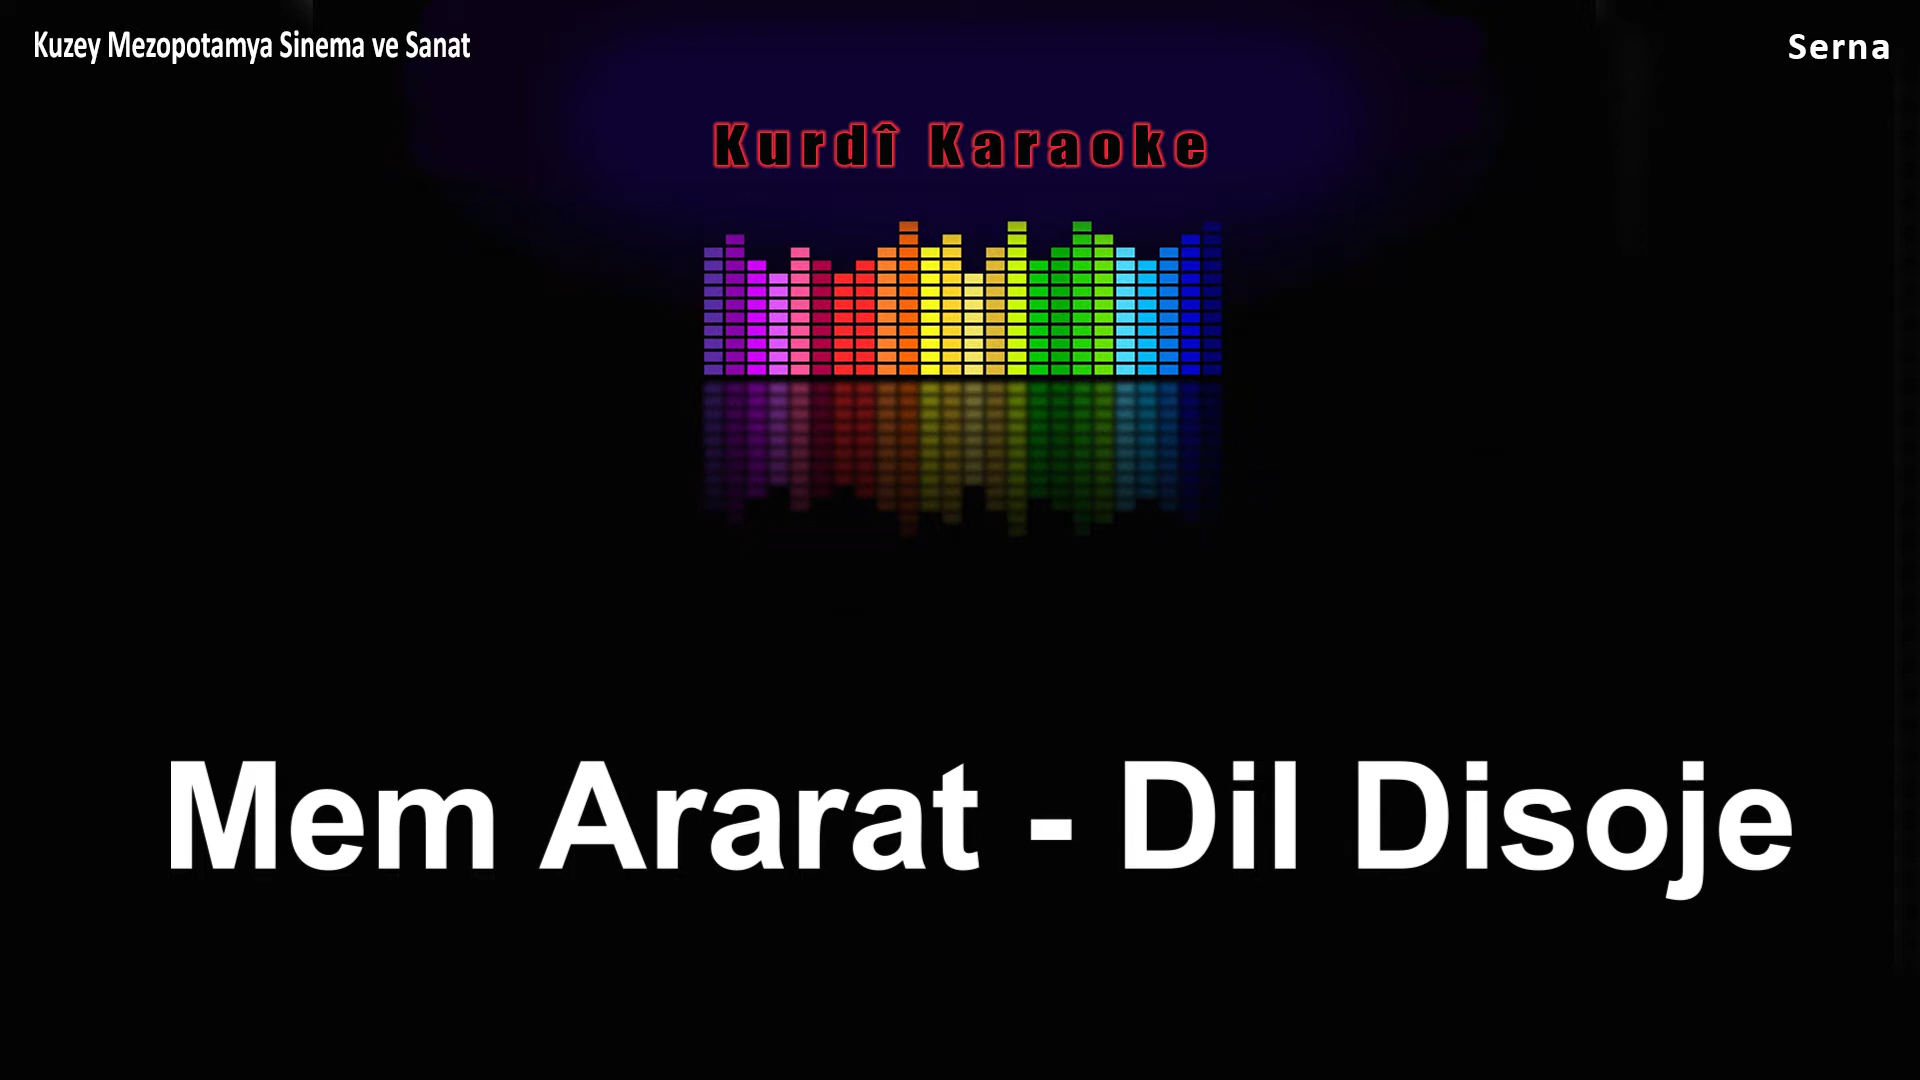 Kuzey Mezopotamya Sinema ve Sanat
Serna
Kurdî Karaoke
Mem Ararat - Dil Disoje